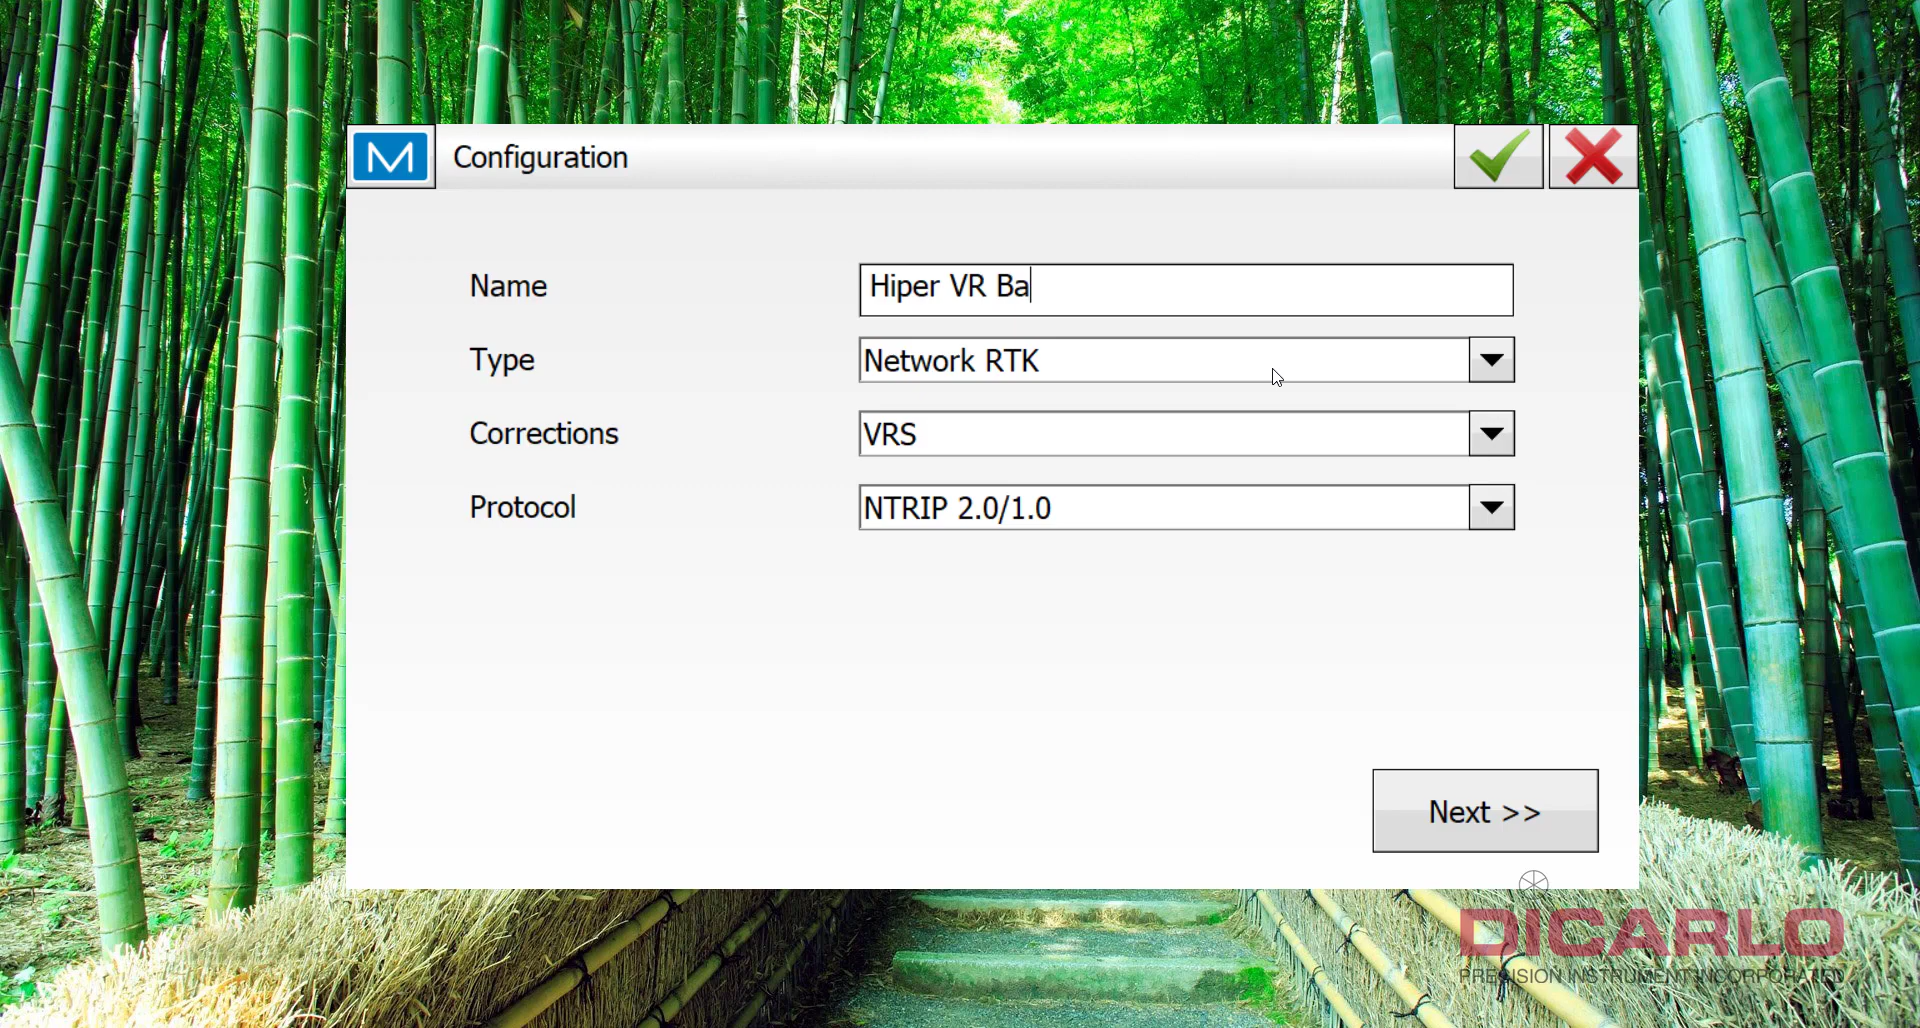 M Configuration
Name Hiper VR Ba
Type Network RTK
Corrections VRS
Protocol NTRIP 2.0/1.0
Next >>
DICARLO
PRECISION INSTRUMENT INCORPORATED